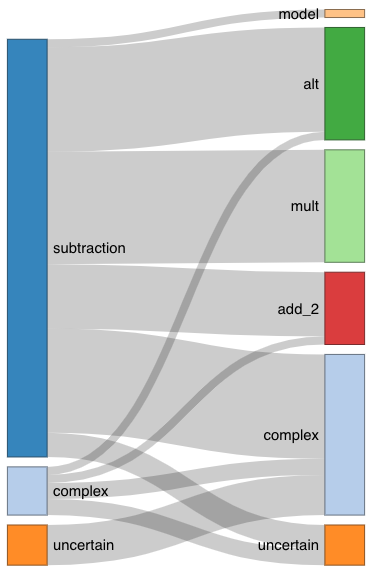 model
alt
mult
subtraction
add_2
complex
complex
uncertain
uncertain